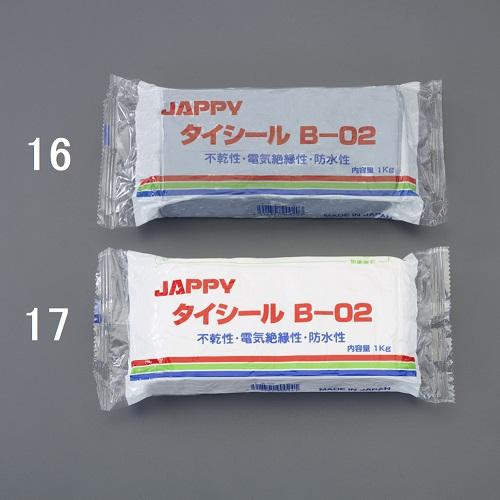 16
JAPPY
タイシール B-02
不乾性・電気絶縁性・防水性
内容量 1Kg
MADE IN JAPAN
17
JAPPY
タイシール B-02
不乾性・電気絶縁性・防水性
内容量 1Kg
MADE IN JAPAN